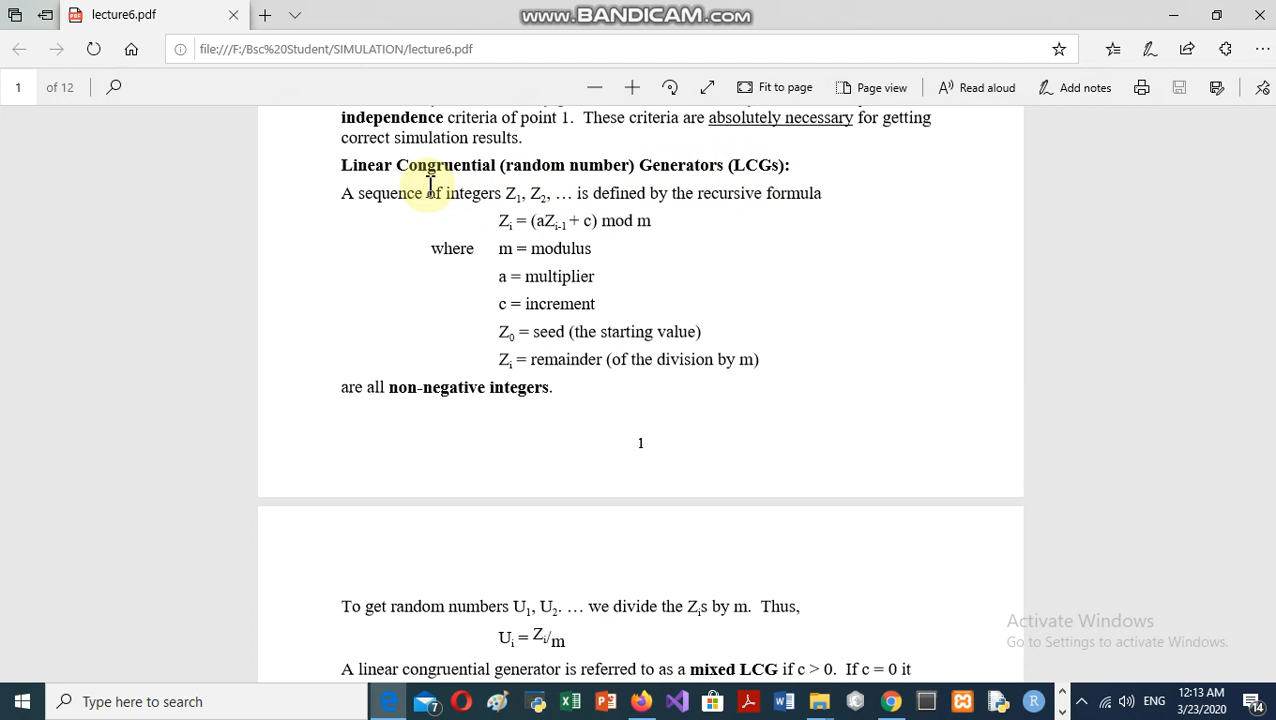 www.BANDICAM.com
lecture6.pdf
file:///F:/Bsc%20Student/SIMULATION/lecture6.pdf
1 of 12
Fit to page
Page view
Read aloud
Add notes
independence criteria of point 1. These criteria are absolutely necessary for getting
correct simulation results.
Linear Congruential (random number) Generators (LCGs):
A sequence of integers Z1, Z2, … is defined by the recursive formula
Zi = (aZi-1 + c) mod m
where m = modulus
a = multiplier
c = increment
Z0 = seed (the starting value)
Zi = remainder (of the division by m)
are all non-negative integers.
1
To get random numbers U1, U2. … we divide the Zis by m. Thus,
Ui = Zi/m
A linear congruential generator is referred to as a mixed LCG if c > 0. If c = 0 it
Activate Windows
Go to Settings to activate Windows.
Type here to search
7
ENG
12:13 AM
3/23/2020